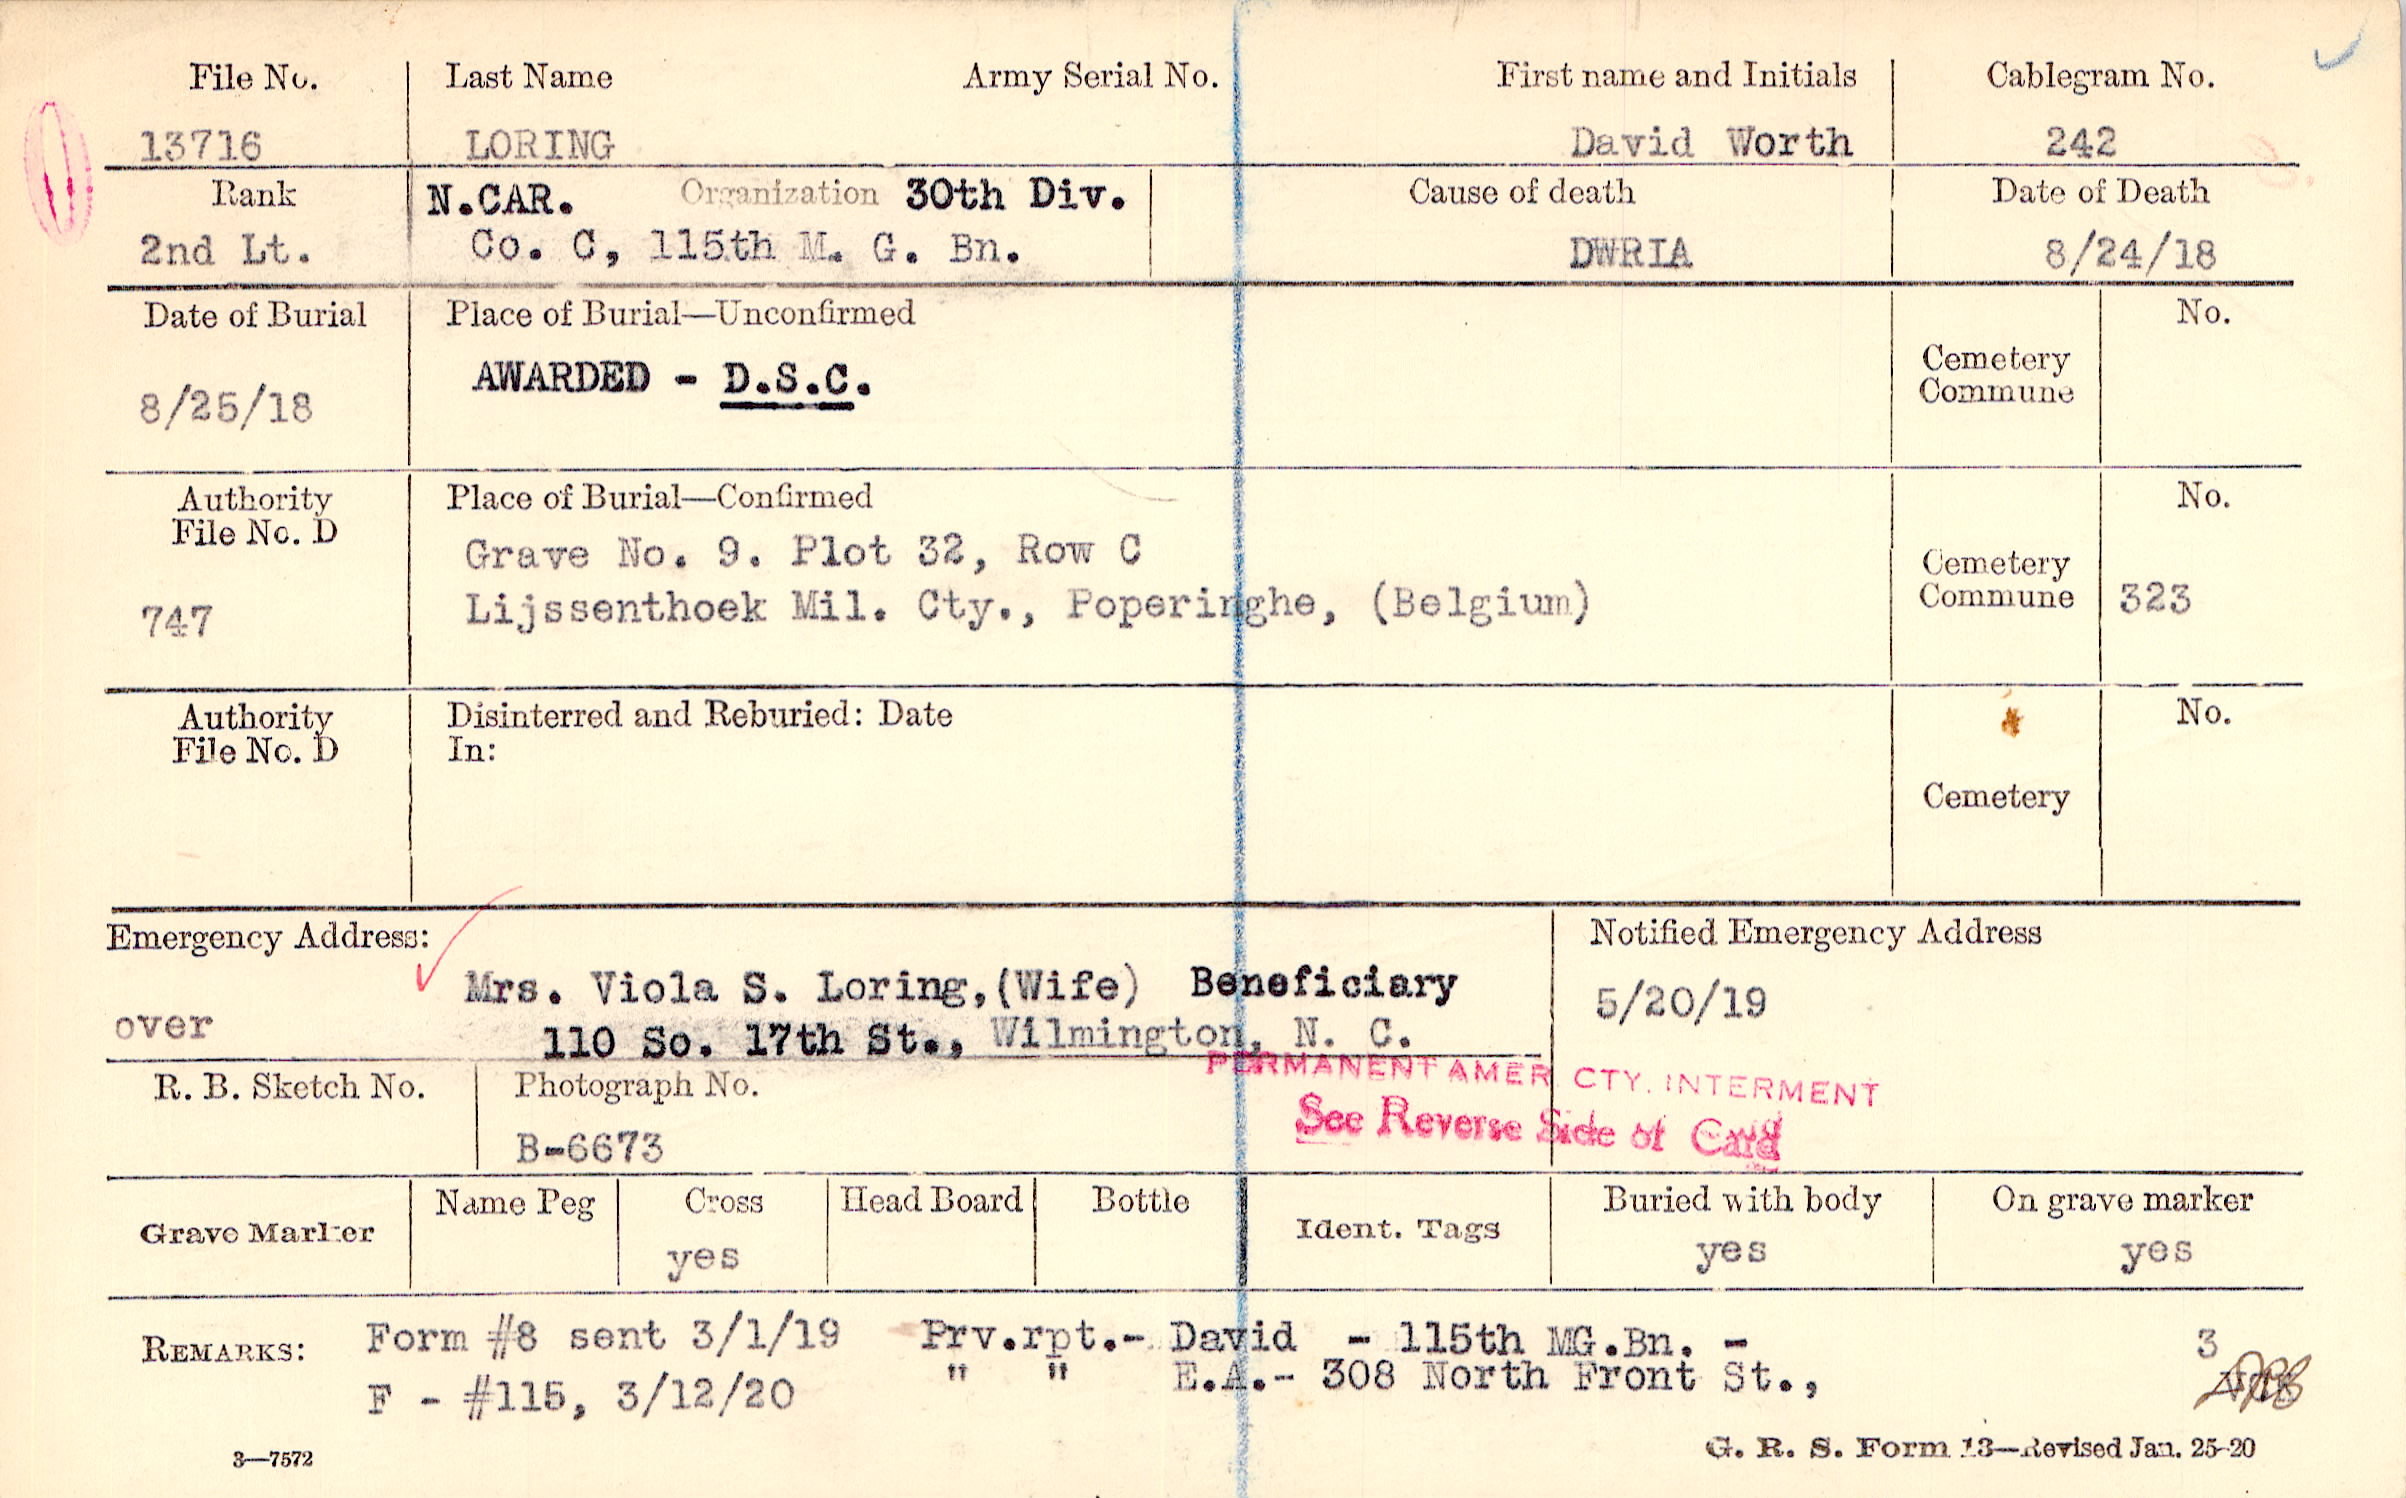 File No. Last Name Army Serial No. First name and Initials Cablegram No.
13716 LORING David Worth 242
Rank N.CAR. Organization 30th Div. Cause of death Date of Death
2nd Lt. Co. C, 115th M. G. Bn. DWRIA 8/24/18
Date of Burial Place of Burial—Unconfirmed No.
Cemetery
Commune
AWARDED - D.S.C.
8/25/18
Authority Place of Burial—Confirmed No.
File No. D
Grave No. 9. Plot 32, Row C Cemetery
747 Lijssenthoek Mil. Cty., Poperinghe, (Belgium) Commune 323
Authority Disinterred and Reburied: Date No.
File No. D In:
Cemetery
Emergency Address: Notified Emergency Address
Mrs. Viola S. Loring,(Wife) Beneficiary 5/20/19
over 110 So. 17th St., Wilmington, N. C.
PERMANENT AMER. CTY. INTERMENT
R. B. Sketch No. Photograph No. See Reverse Side of Card
B-6673
Grave Marker Name Peg Cross Head Board Bottle Ident. Tags Buried with body On grave marker
yes yes yes
REMARKS: Form #8 sent 3/1/19 Prv.rpt.- David - 115th MG.Bn. - 3
F - #115, 3/12/20 " " E.A.- 308 North Front St.,
3—7572 G. R. S. Form 13—Revised Jan. 25-20